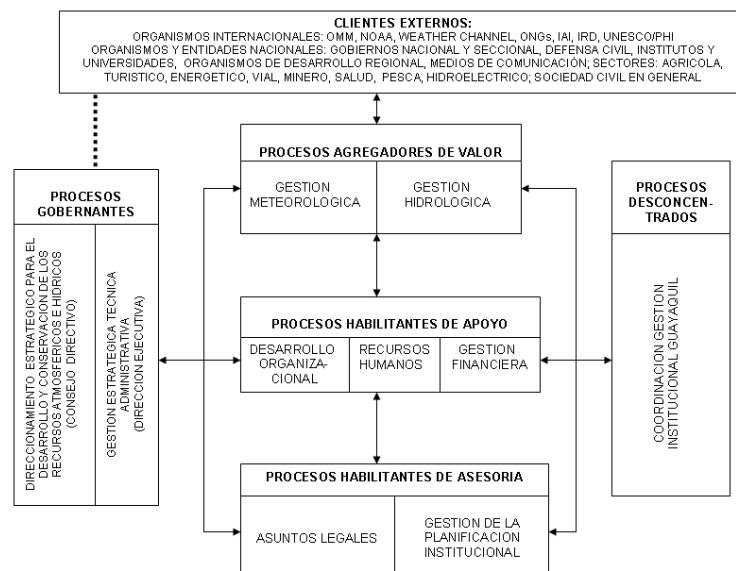 CLIENTES EXTERNOS:
ORGANISMOS INTERNACIONALES: OMM, NOAA, WEATHER CHANNEL, ONGs, IAI, IRD, UNESCO/PHI
ORGANISMOS Y ENTIDADES NACIONALES: GOBIERNOS NACIONAL Y SECCIONAL, DEFENSA CIVIL, INSTITUTOS Y
UNIVERSIDADES, ORGANISMOS DE DESARROLLO REGIONAL, MEDIOS DE COMUNICACIÓN; SECTORES: AGRICOLA,
TURISTICO, ENERGETICO, VIAL, MINERO, SALUD, PESCA, HIDROELECTRICO; SOCIEDAD CIVIL EN GENERAL
PROCESOS
GOBERNANTES
DIRECCIONAMIENTO ESTRATEGICO PARA EL
DESARROLLO Y CONSERVACION DE LOS
RECURSOS ATMOSFÉRICOS E HIDRICOS
(CONSEJO DIRECTIVO)
GESTION ESTRATEGICA TECNICA
ADMINISTRATIVA
(DIRECCION EJECUTIVA)
PROCESOS AGREGADORES DE VALOR
GESTION
METEOROLOGICA
GESTION
HIDROLOGICA
PROCESOS HABILITANTES DE APOYO
DESARROLLO
ORGANIZA-
CIONAL
RECURSOS
HUMANOS
GESTION
FINANCIERA
PROCESOS HABILITANTES DE ASESORIA
ASUNTOS LEGALES
GESTION DE LA
PLANIFICACION
INSTITUCIONAL
PROCESOS
DESCONCEN-
TRADOS
COORDINACION GESTION
INSTITUCIONAL GUAYAQUIL